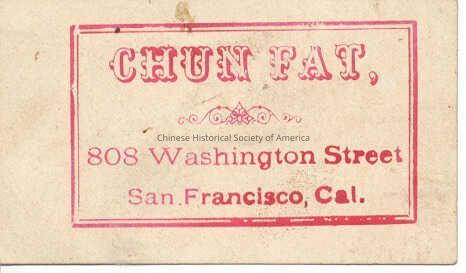 CHUN FAT,
Chinese Historical Society of America
808 Washington Street
San.Francisco, Cal.